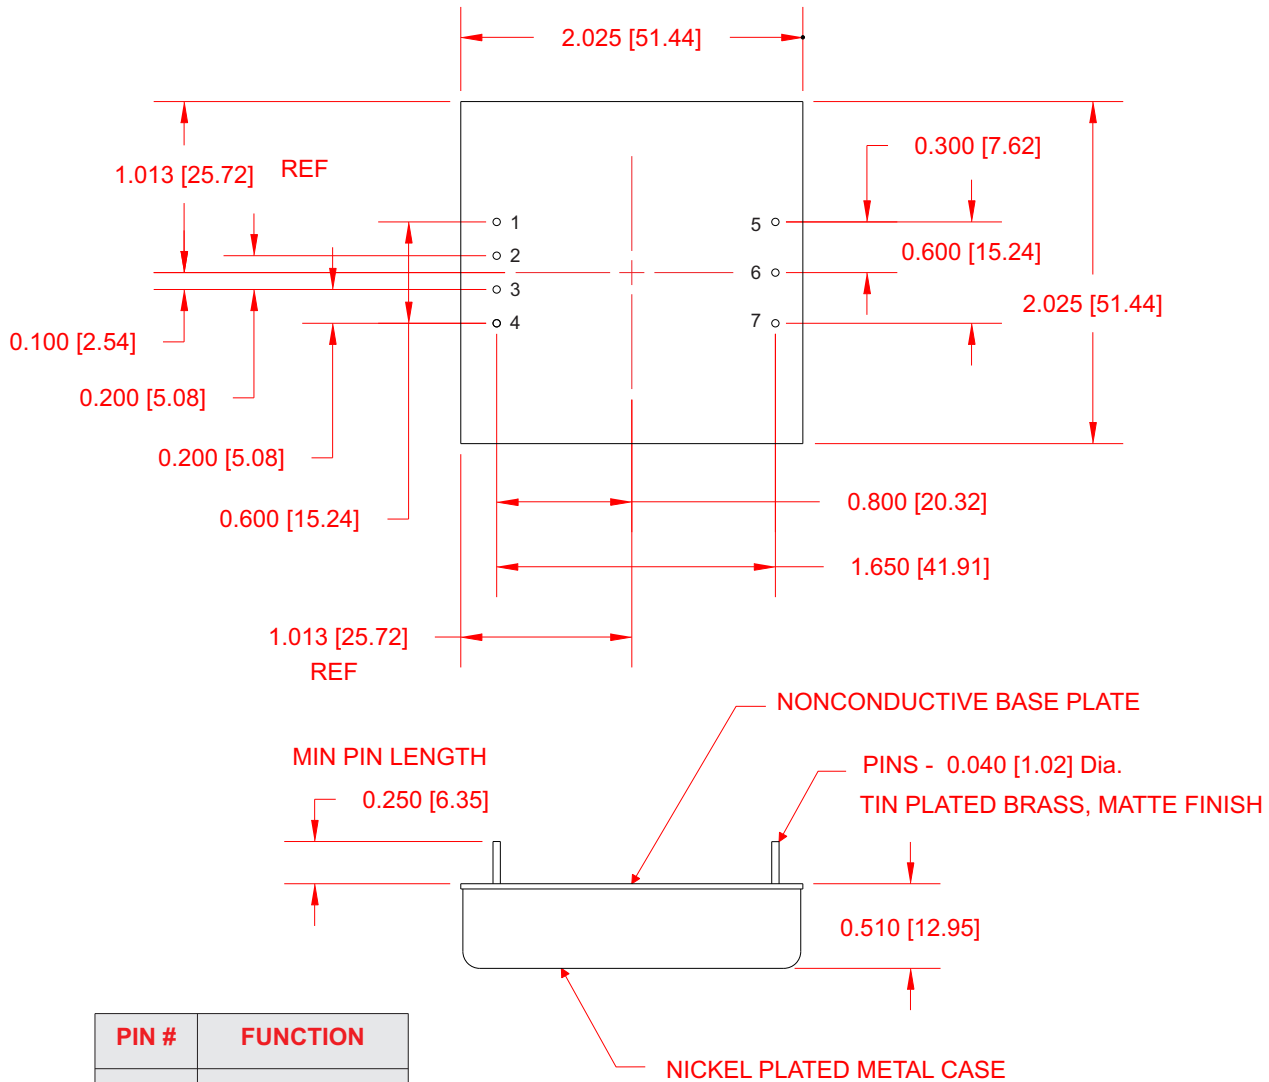 2.025 [51.44]
0.300 [7.62]
1.013 [25.72] REF
1
5
2
0.600 [15.24]
6
3
2.025 [51.44]
4
7
0.100 [2.54]
0.200 [5.08]
0.200 [5.08]
0.600 [15.24]
0.800 [20.32]
1.650 [41.91]
1.013 [25.72]
REF
NONCONDUCTIVE BASE PLATE
MIN PIN LENGTH
0.250 [6.35]
PINS - 0.040 [1.02] Dia.
TIN PLATED BRASS, MATTE FINISH
0.510 [12.95]
PIN # FUNCTION
NICKEL PLATED METAL CASE